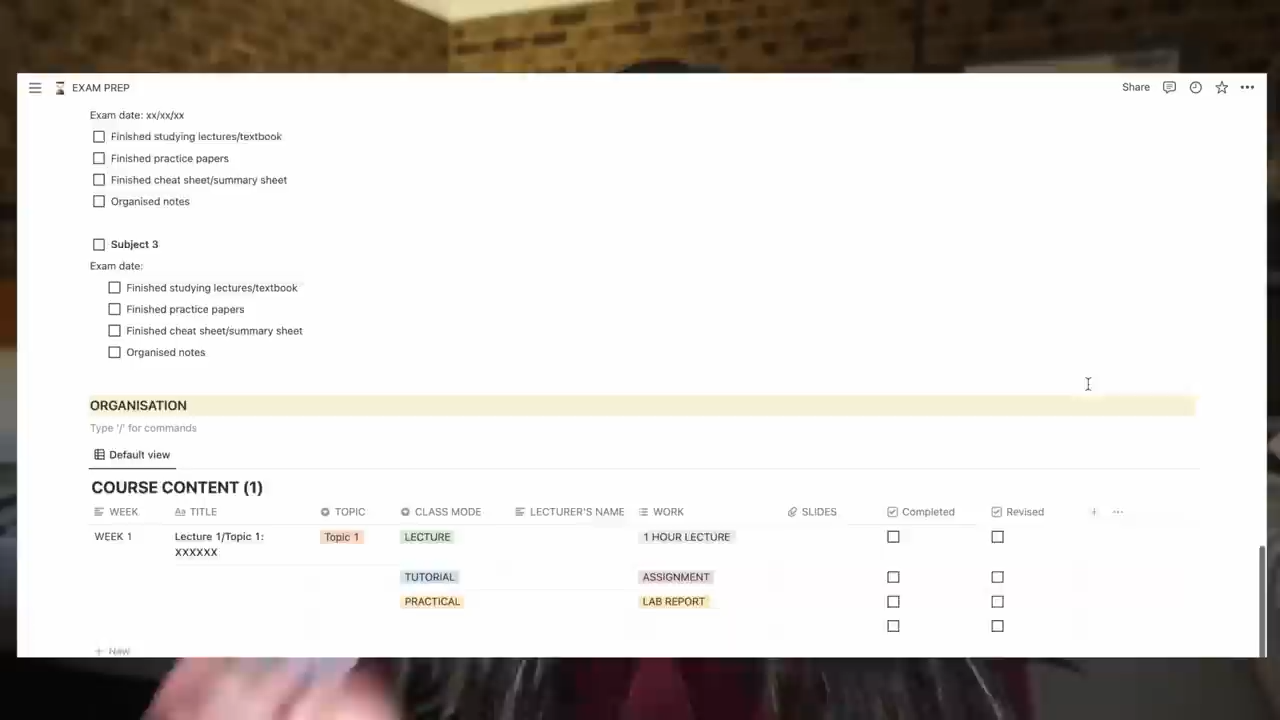 EXAM PREP
Share
Exam date: xx/xx/xx
Finished studying lectures/textbook
Finished practice papers
Finished cheat sheet/summary sheet
Organised notes
Subject 3
Exam date:
Finished studying lectures/textbook
Finished practice papers
Finished cheat sheet/summary sheet
Organised notes
ORGANISATION
Type '/' for commands
Default view
COURSE CONTENT (1)
WEEK Aa TITLE TOPIC CLASS MODE LECTURER'S NAME WORK SLIDES Completed Revised
WEEK 1 Lecture 1/Topic 1: Topic 1 LECTURE 1 HOUR LECTURE
XXXXXX
TUTORIAL ASSIGNMENT
PRACTICAL LAB REPORT
+ New